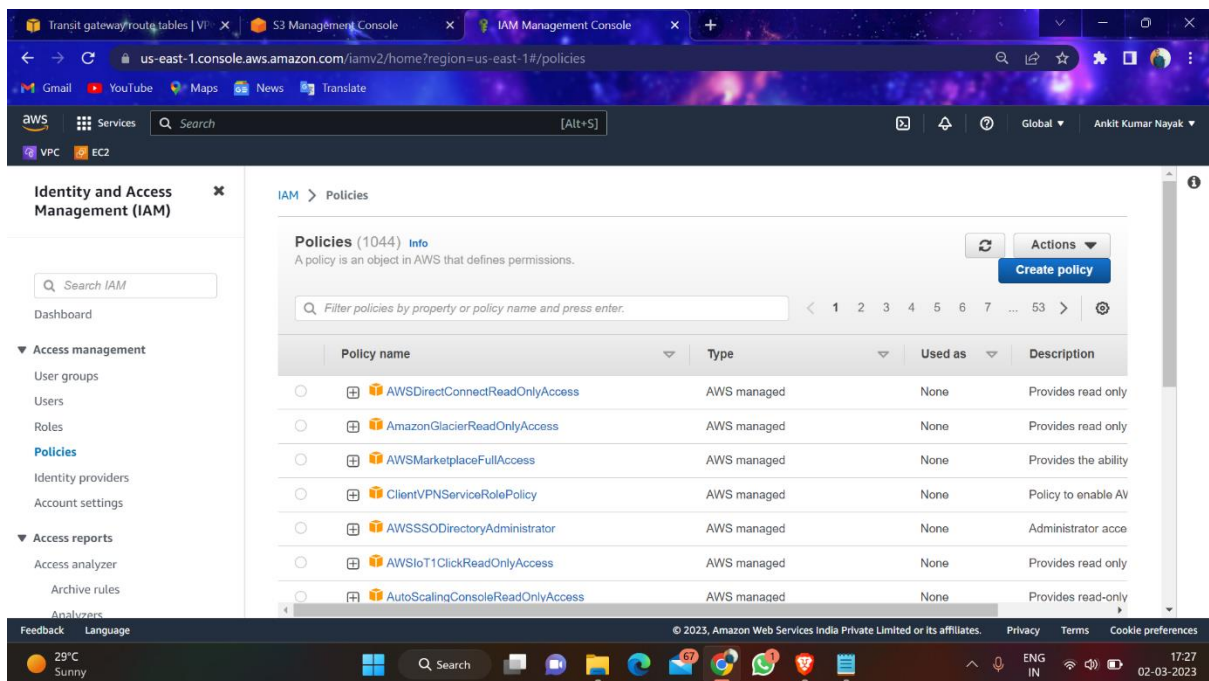 Transit gateway route tables | VP S3 Management Console IAM Management Console
us-east-1.console.aws.amazon.com/iamv2/home?region=us-east-1#/policies
Gmail YouTube Maps News Translate
aws Services Search [Alt+S] Global Ankit Kumar Nayak
VPC EC2
Identity and Access
Management (IAM)
Search IAM
Dashboard
Access management
User groups
Users
Roles
Policies
Identity providers
Account settings
Access reports
Access analyzer
Archive rules
Analyzers
IAM > Policies
Policies (1044) Info
A policy is an object in AWS that defines permissions.
Actions
Create policy
Filter policies by property or policy name and press enter.
< 1 2 3 4 5 6 7 ... 53 >
Policy name Type Used as Description
AWSDirectConnectReadOnlyAccess AWS managed None Provides read only
AmazonGlacierReadOnlyAccess AWS managed None Provides read only
AWSMarketplaceFullAccess AWS managed None Provides the ability
ClientVPNServiceRolePolicy AWS managed None Policy to enable AV
AWSSSODirectoryAdministrator AWS managed None Administrator acce
AWSIoT1ClickReadOnlyAccess AWS managed None Provides read only
AutoScalingConsoleReadOnlyAccess AWS managed None Provides read-only
Feedback Language © 2023, Amazon Web Services India Private Limited or its affiliates. Privacy Terms Cookie preferences
29°C
Sunny
Search
67
1
ENG
IN
17:27
02-03-2023